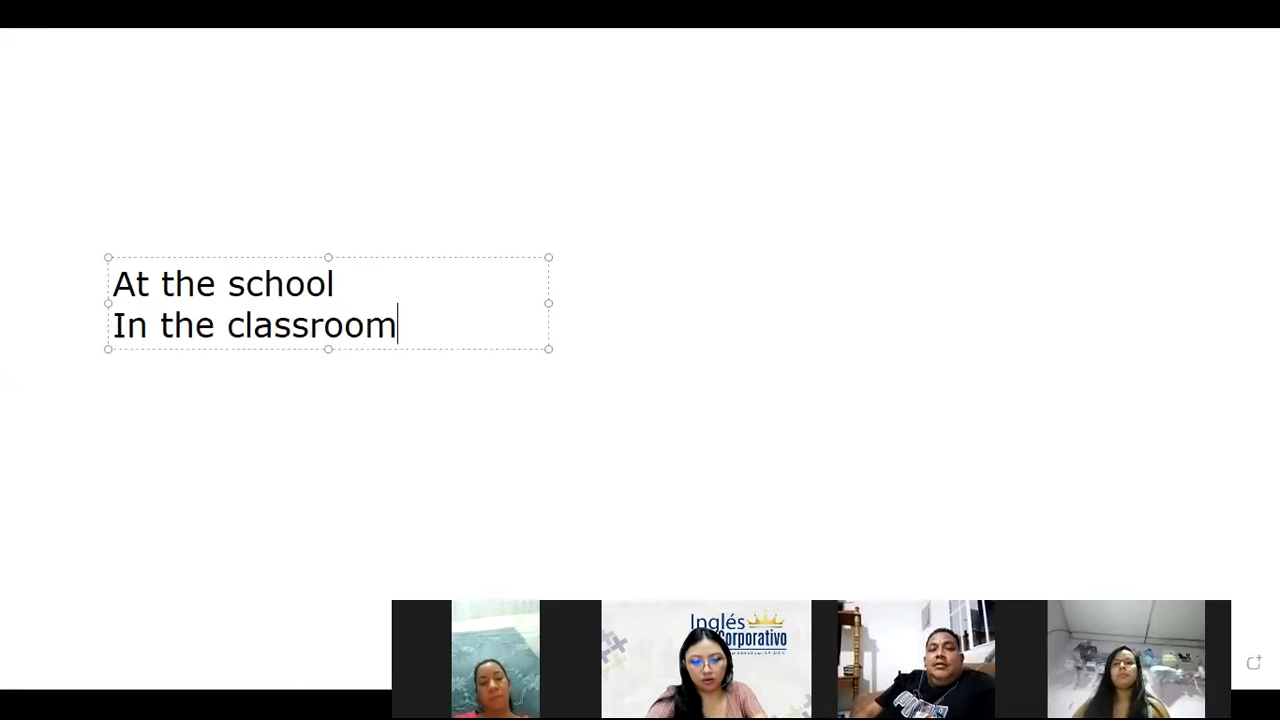 At the school
In the classroom
Inglés
Corporativo